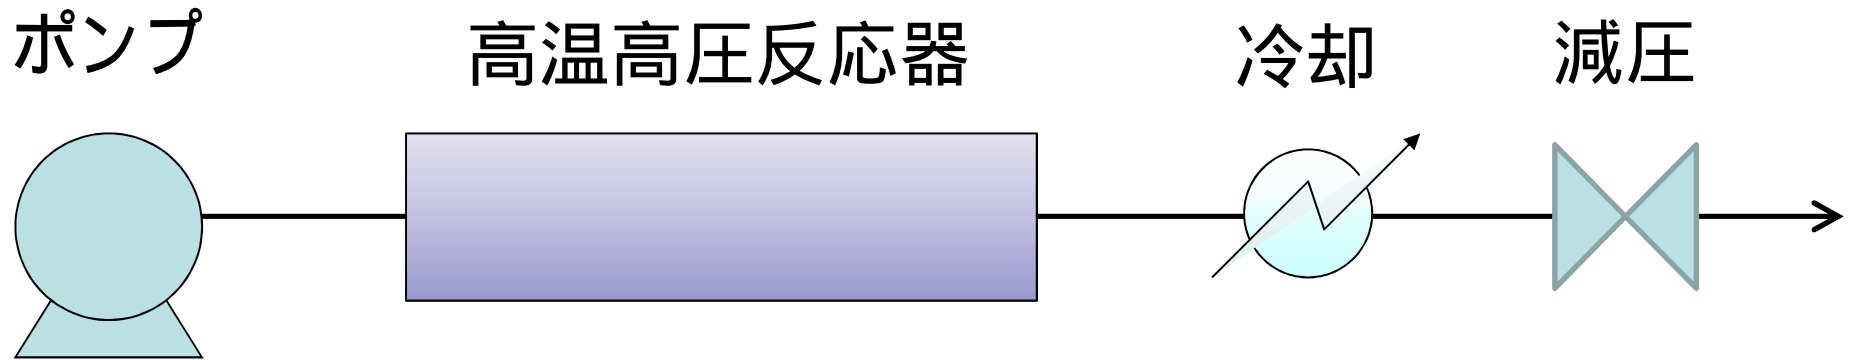 ポンプ
高温高圧反応器
冷却
減圧